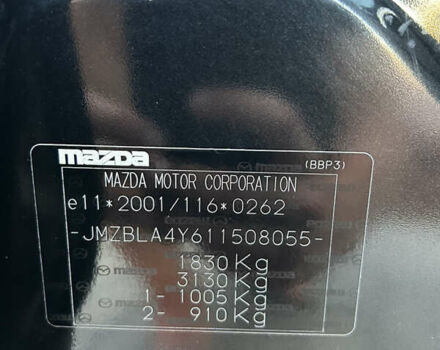 mazda
(BBP3)
MAZDA MOTOR CORPORATION
e11*2001/116*0262
-JMZBLA4Y611508055-
1830Kg
3130Kg
1- 1005Kg
2- 910Kg